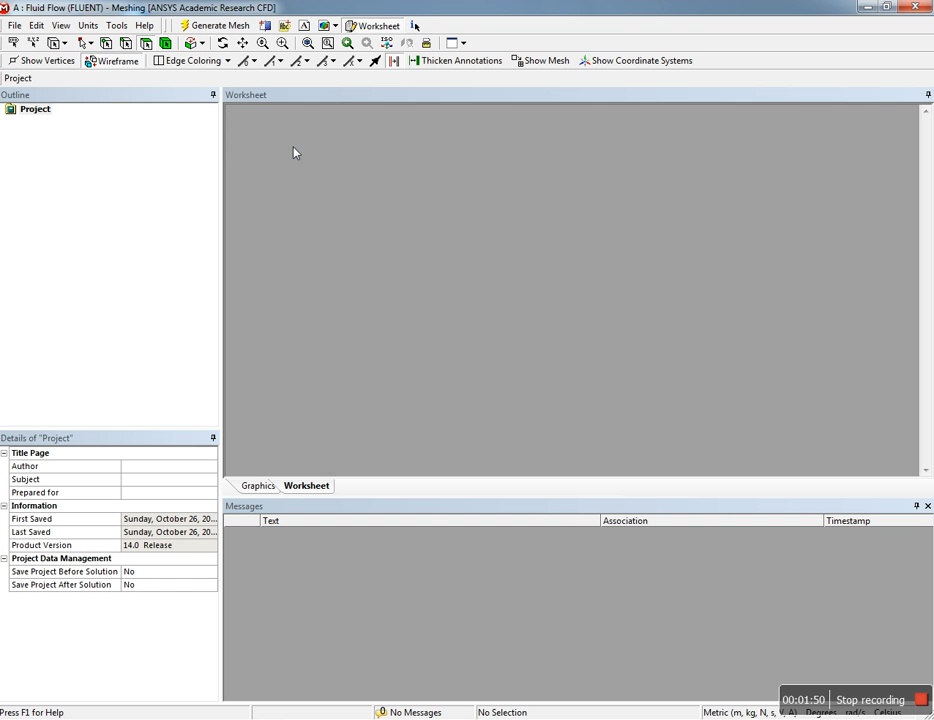 A : Fluid Flow (FLUENT) - Meshing [ANSYS Academic Research CFD]
File Edit View Units Tools Help Generate Mesh Worksheet
Show Vertices Wireframe Edge Coloring Thicken Annotations Show Mesh Show Coordinate Systems
Project
Outline
Project
Worksheet
Details of "Project"
Title Page
Author
Subject
Prepared for
Information
First Saved Sunday, October 26, 20...
Last Saved Sunday, October 26, 20...
Product Version 14.0 Release
Project Data Management
Save Project Before Solution No
Save Project After Solution No
Graphics Worksheet
Messages
Text Association Timestamp
00:01:50 Stop recording
Press F1 for Help 0 No Messages No Selection Metric (m, kg, N, s, V, A) Degrees rad/s Celsius